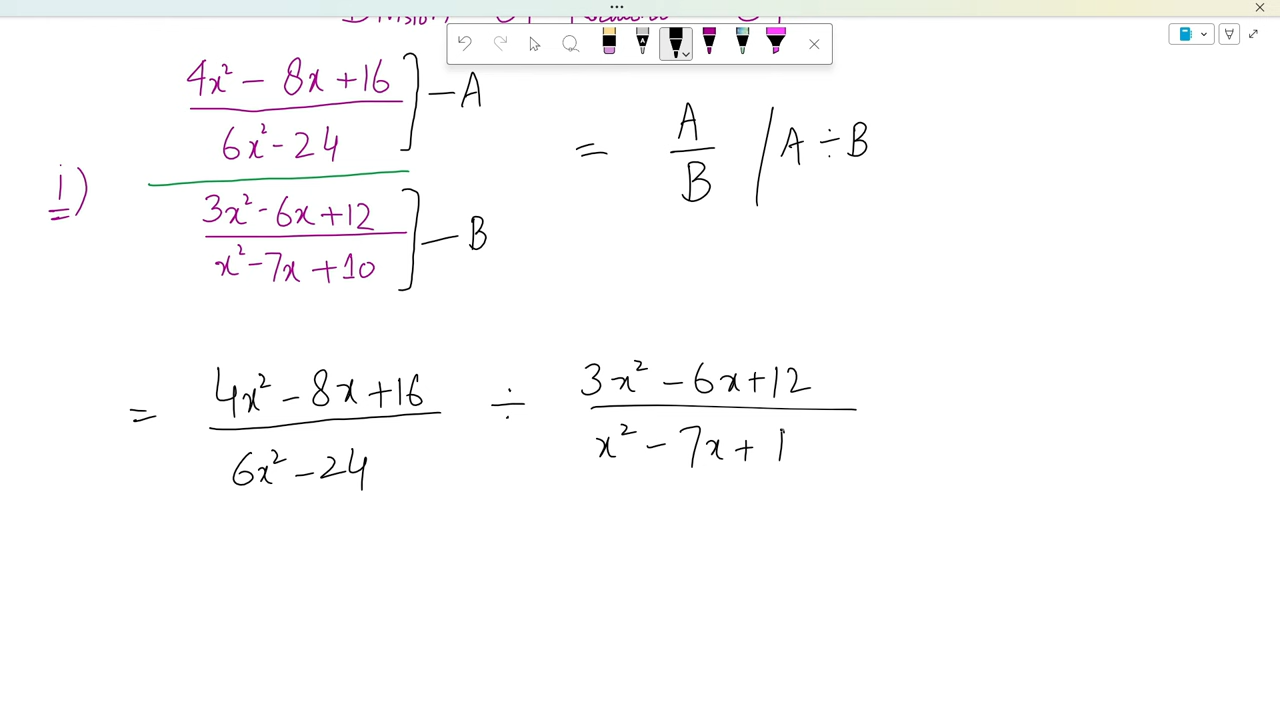 4x² - 8x + 16
6x² - 24
] - A
i)
3x² - 6x + 12
x² - 7x + 10
] - B
= A / B / A ÷ B
= 4x² - 8x + 16 ÷ 3x² - 6x + 12
6x² - 24 x² - 7x + 1